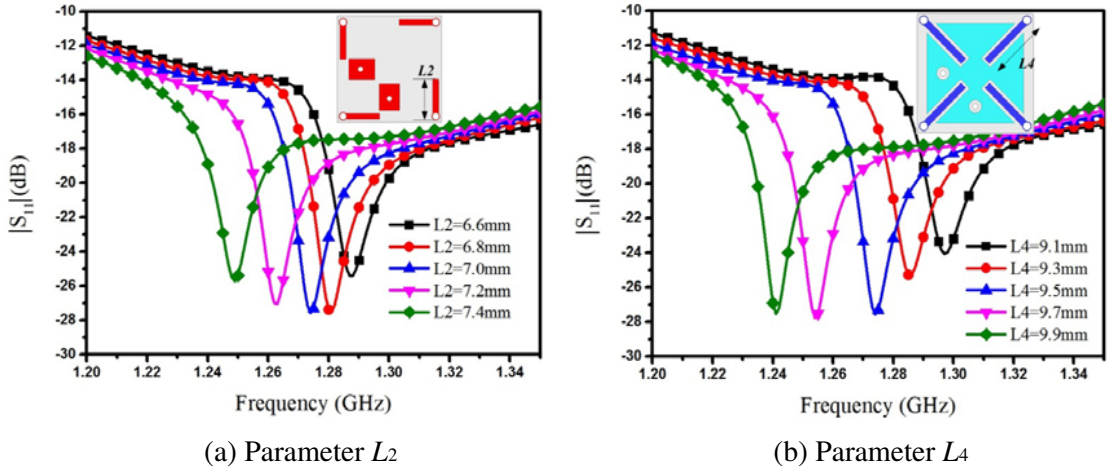 -10
-12
-14
-16
-18
-20
-22
-24
-26
-28
-30
|S11|(dB)
L2
L2=6.6mm
L2=6.8mm
L2=7.0mm
L2=7.2mm
L2=7.4mm
1.20 1.22 1.24 1.26 1.28 1.30 1.32 1.34
Frequency (GHz)
(a) Parameter L2
-4
-6
-8
-10
-12
-14
-16
-18
-20
-22
-24
-26
-28
-30
|S11|(dB)
L4
L4=9.1mm
L4=9.3mm
L4=9.5mm
L4=9.7mm
L4=9.9mm
1.20 1.22 1.24 1.26 1.28 1.30 1.32 1.34
Frequency (GHz)
(b) Parameter L4